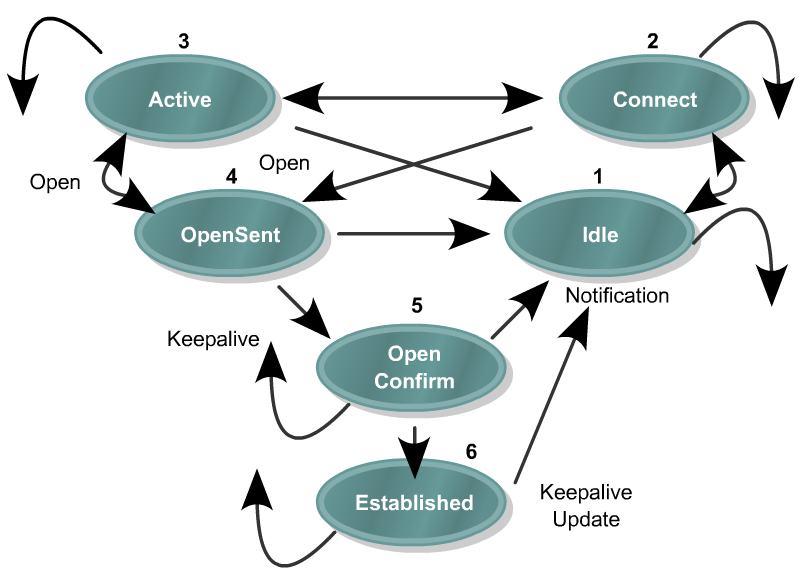 3
2
Active
Connect
Open
Open
4
1
OpenSent
Idle
Notification
5
Keepalive
Open
Confirm
6
Established
Keepalive
Update